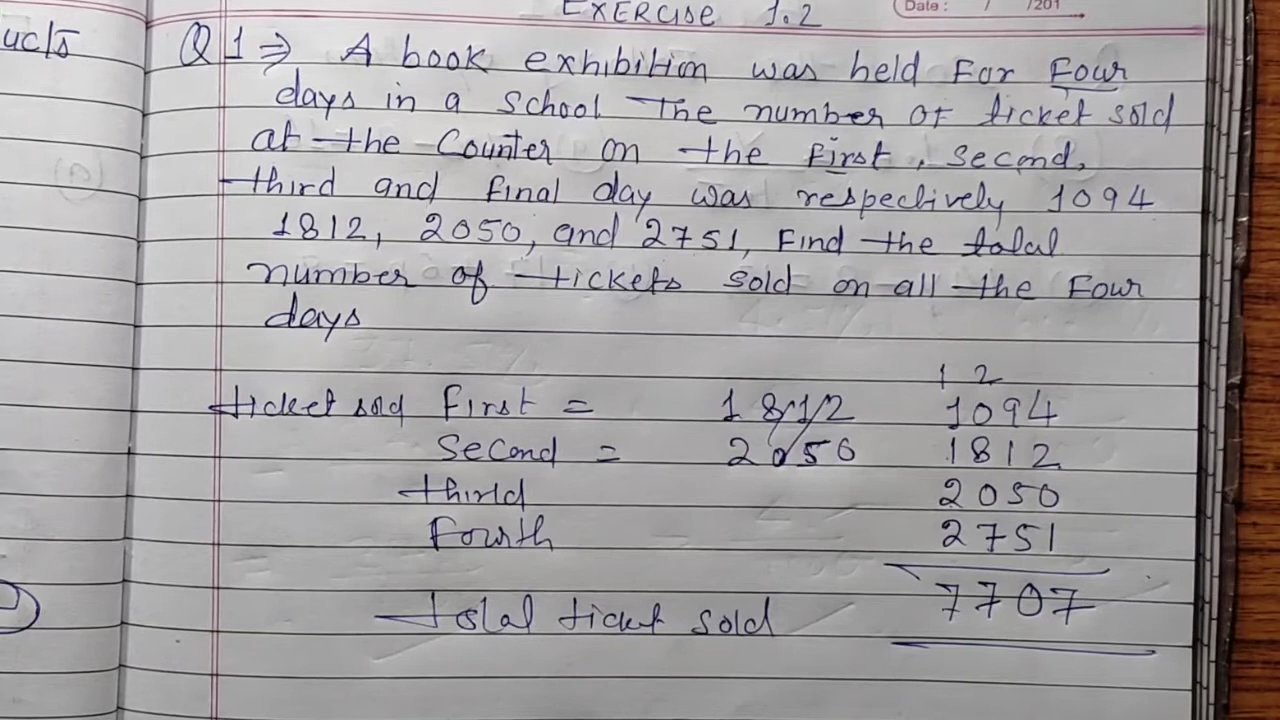 EXERCISE 1.2
Date : / /201
ucts
Q 1 ⇒ A book exhibition was held For Four
days in a school The number of ticket sold
at the Counter on the First, Second,
third and final day was respectively 1094
1812, 2050, and 2751, Find the total
number of tickets sold on all the Four
days
1 2
ticket sold First = 1812 1094
Second = 2050 1812
third 2050
Fourth 2751
total ticket sold 7707